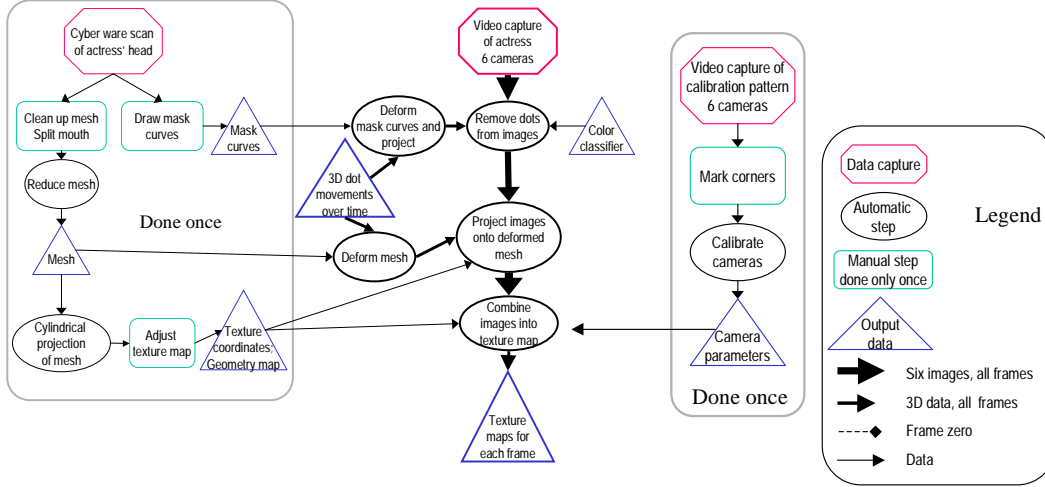 Cyber ware scan of
actress' head
Clean up mesh
Split mouth
Draw mask
curves
Mask
curves
Reduce mesh
Done once
Mesh
Cylindrical
projection
of mesh
Adjust
texture map
Texture
coordinates;
Geometry map
Video capture
of actress
6 cameras
Deform
mask curves and
project
Remove dots
from images
Color
classifier
3D dot
movements
over time
Deform mesh
Project images
onto deformed
mesh
Combine
images into
texture map
Texture
maps for
each frame
Video capture of
calibration pattern
6 cameras
Mark corners
Calibrate
cameras
Camera
parameters
Done once
Legend
Data capture
Automatic
step
Manual step
done only once
Output
data
Six images, all frames
3D data, all frames
Frame zero
Data